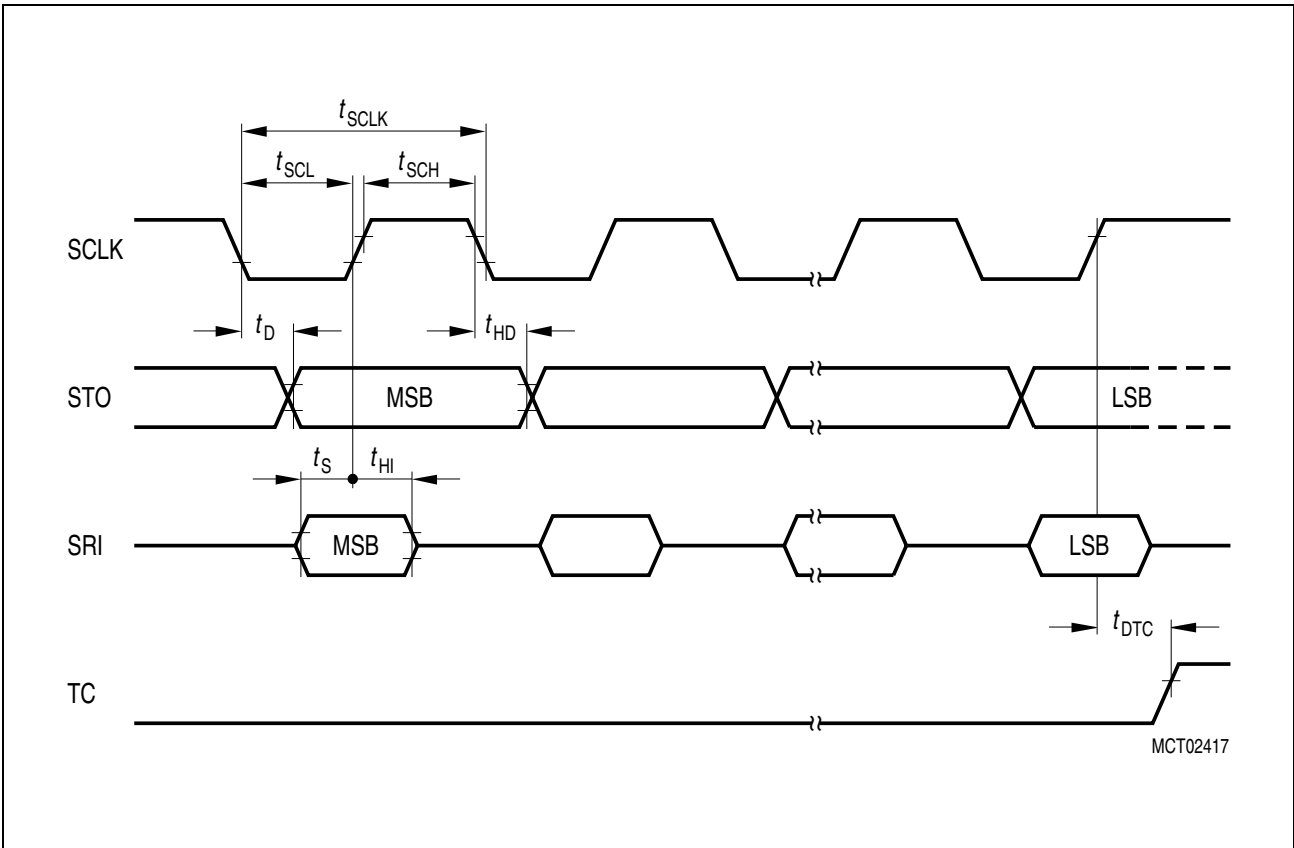 tSCLK
tSCL tSCH
SCLK
tD tHD
STO MSB LSB
tS tHI
SRI MSB LSB
tDTC
TC
MCT02417